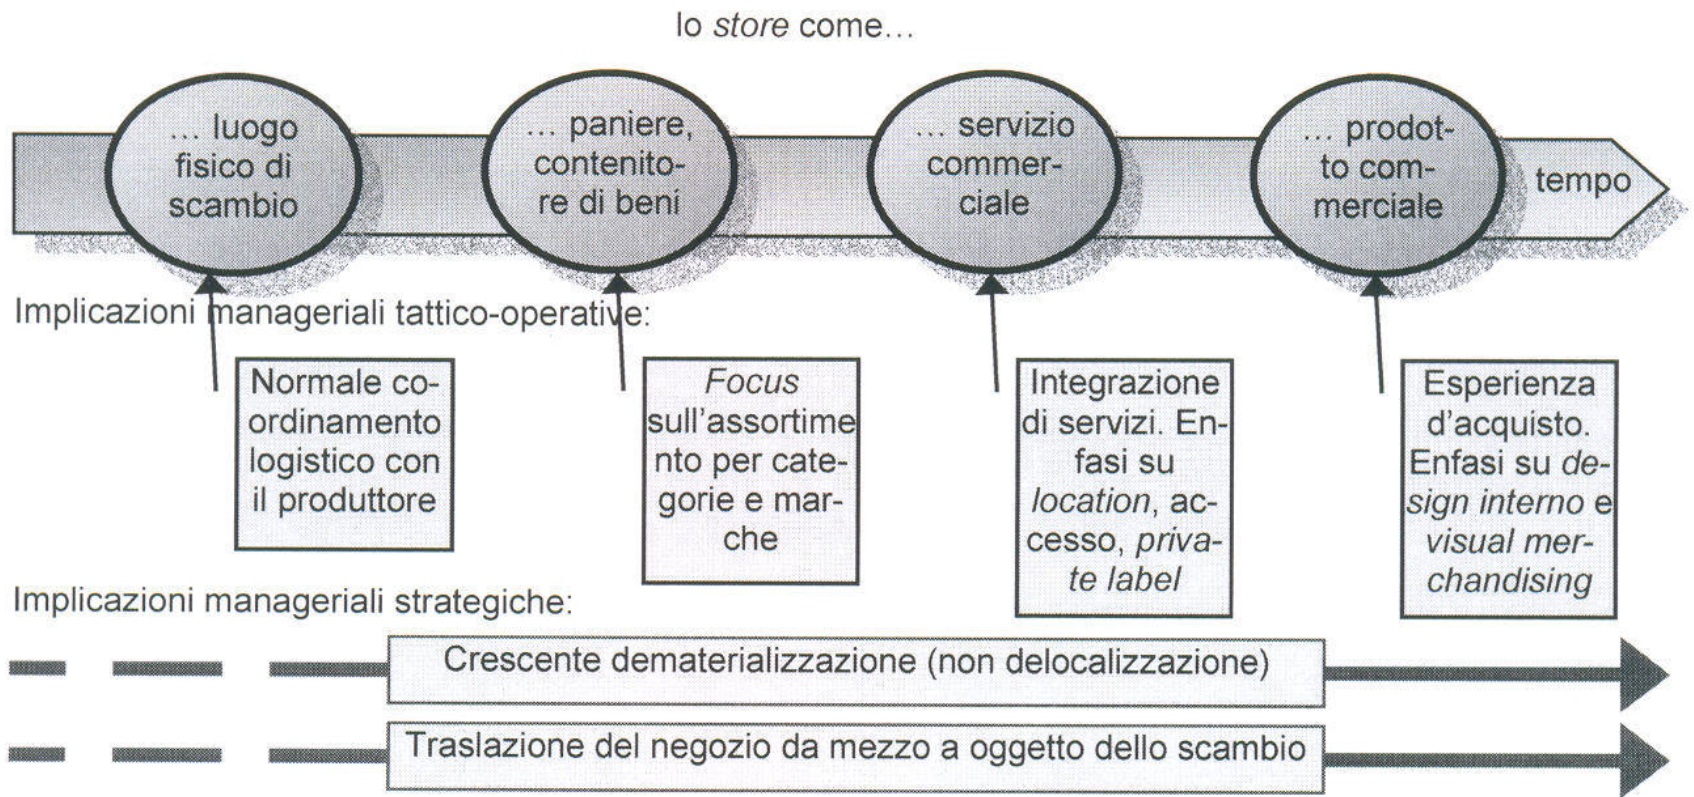 lo store come…
… luogo
fisico di
scambio
… paniere,
contenito-
re di beni
… servizio
commer-
ciale
… prodot-
to com-
merciale
tempo
Implicazioni manageriali tattico-operative:
Normale co-
ordinamento
logistico con
il produttore
Focus
sull'assortime
nto per cate-
gorie e mar-
che
Integrazione
di servizi. En-
fasi su
location, ac-
cesso, priva-
te label
Esperienza
d'acquisto.
Enfasi su de-
sign interno e
visual mer-
chandising
Implicazioni manageriali strategiche:
Crescente dematerializzazione (non delocalizzazione)
Traslazione del negozio da mezzo a oggetto dello scambio